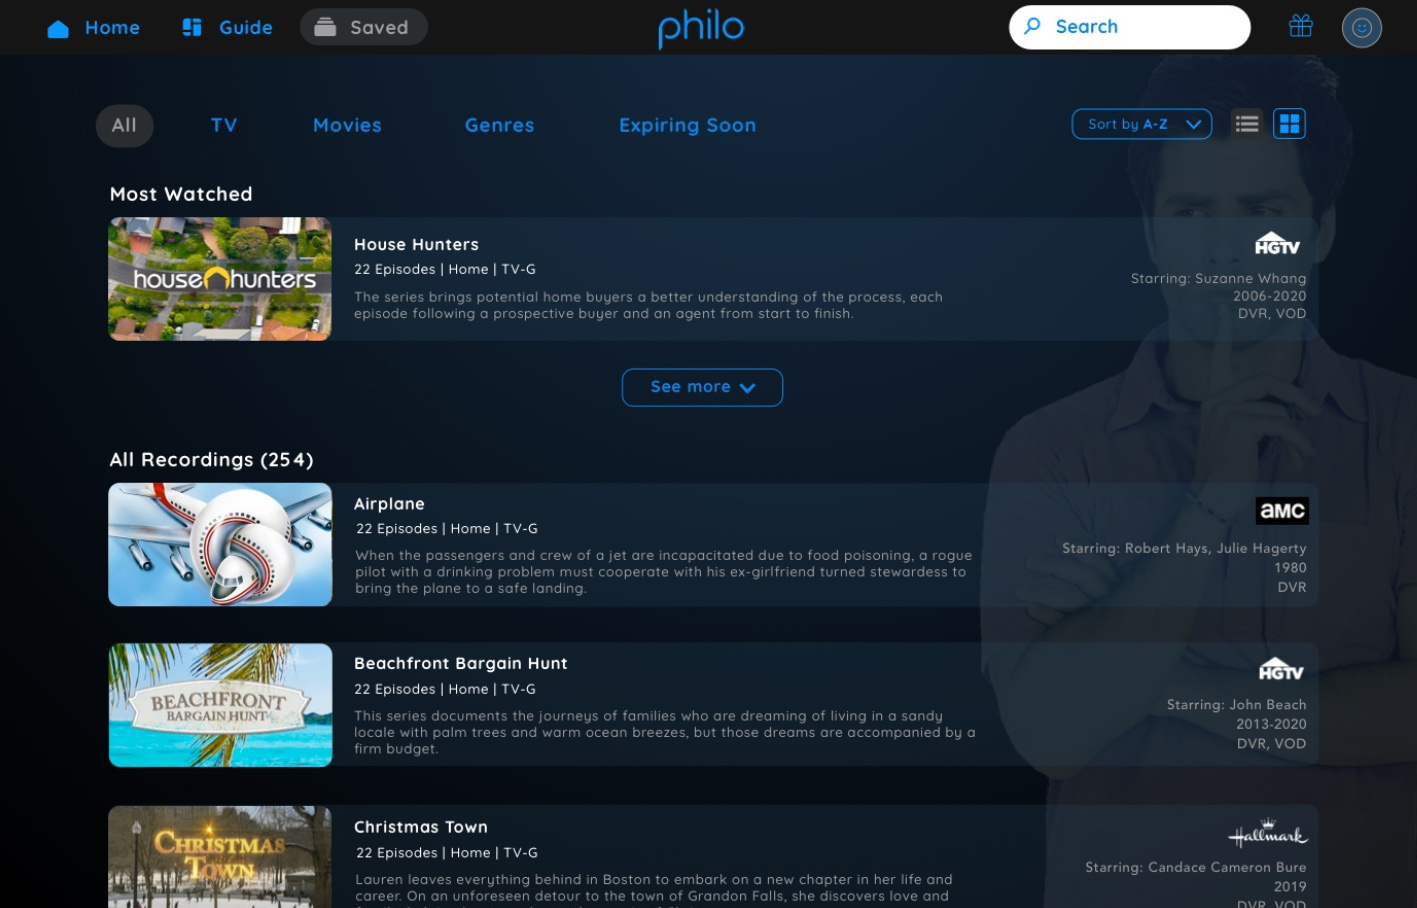 Home
Guide
Saved
philo
Search
All
TV
Movies
Genres
Expiring Soon
Sort by A-Z
Most Watched
house hunters
House Hunters
22 Episodes | Home | TV-G
The series brings potential home buyers a better understanding of the process, each
episode following a prospective buyer and an agent from start to finish.
HGTV
Starring: Suzanne Whang
2006-2020
DVR, VOD
See more
All Recordings (254)
Airplane
22 Episodes | Home | TV-G
When the passengers and crew of a jet are incapacitated due to food poisoning, a rogue
pilot with a drinking problem must cooperate with his ex-girlfriend turned stewardess to
bring the plane to a safe landing.
aMC
Starring: Robert Hays, Julie Hagerty
1980
DVR
BEACHFRONT
BARGAIN HUNT
Beachfront Bargain Hunt
22 Episodes | Home | TV-G
This series documents the journeys of families who are dreaming of living in a sandy
locale with palm trees and warm ocean breezes, but those dreams are accompanied by a
firm budget.
HGTV
Starring: John Beach
2013-2020
DVR, VOD
CHRISTMAS
TOWN
Christmas Town
22 Episodes | Home | TV-G
Lauren leaves everything behind in Boston to embark on a new chapter in her life and
career. On an unforeseen detour to the town of Grandon Falls, she discovers love and
Hallmark
Starring: Candace Cameron Bure
2019
DVR, VOD